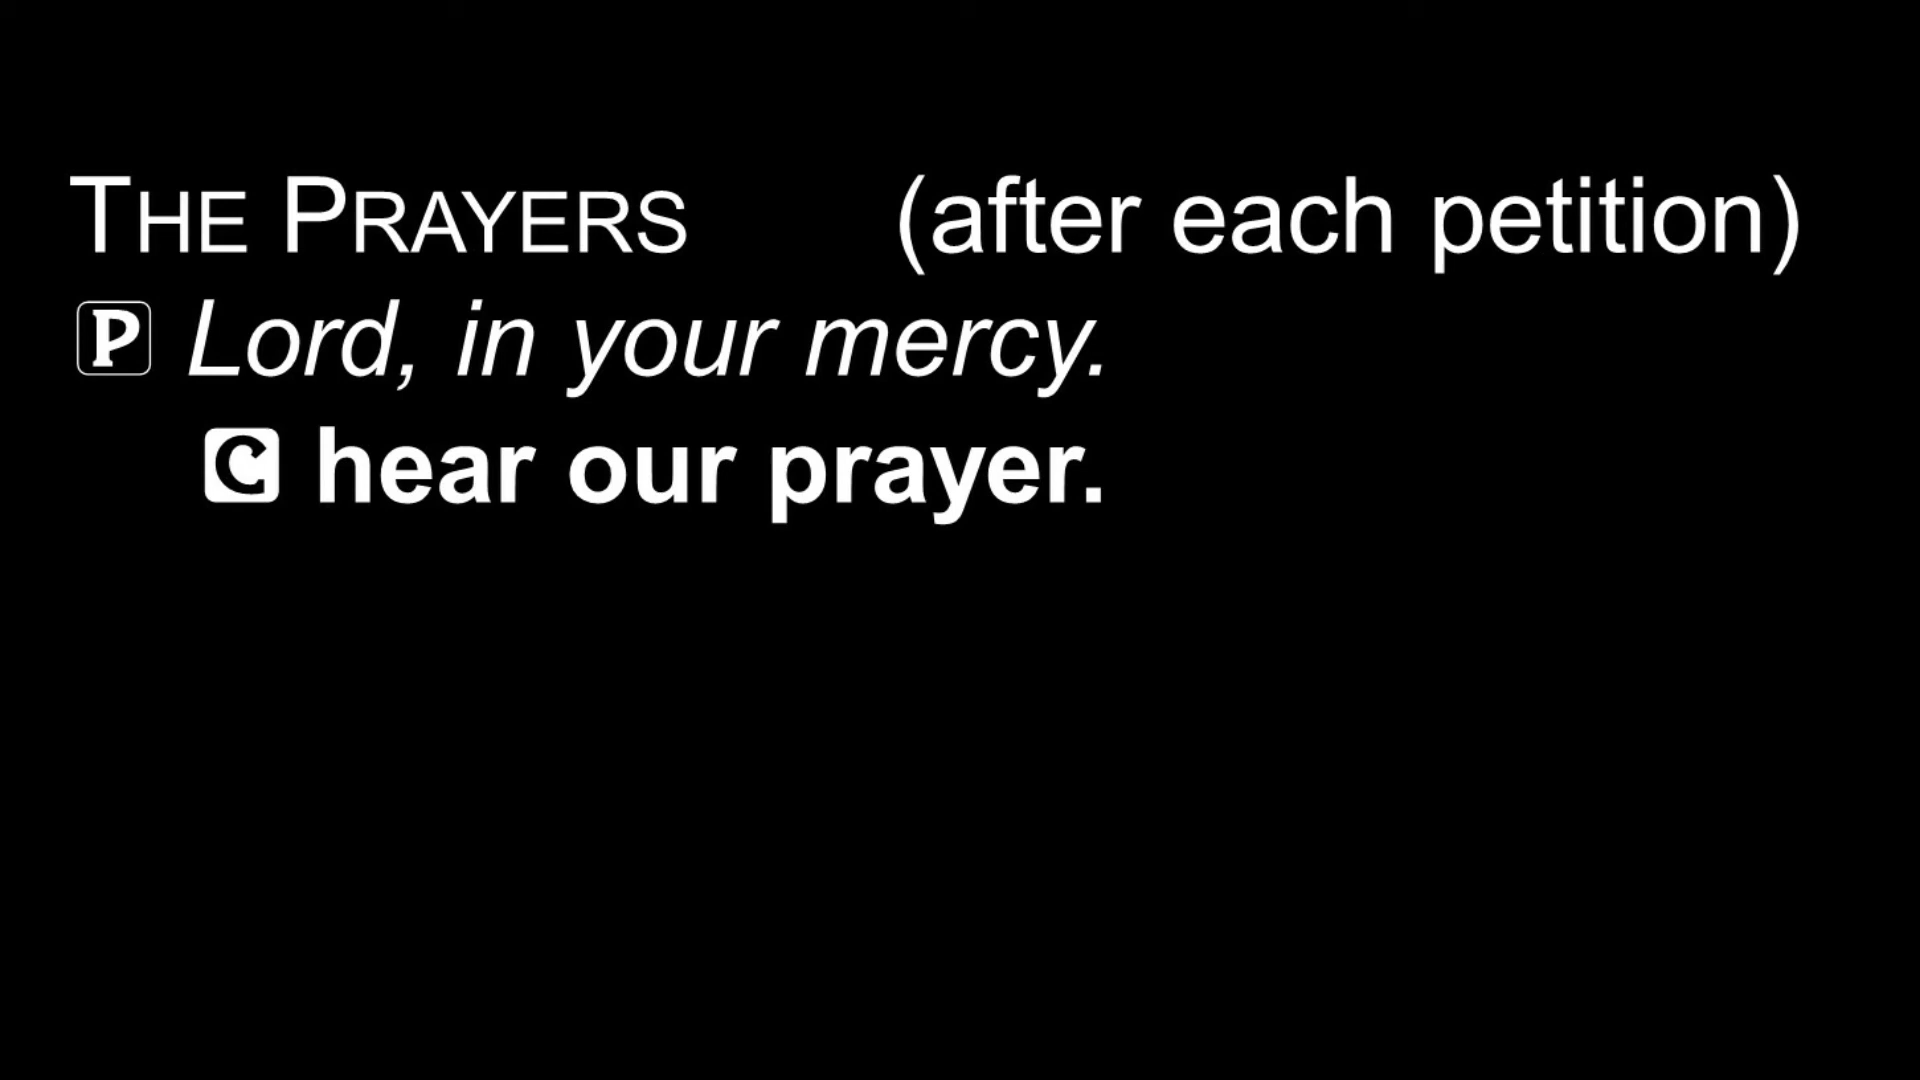 THE PRAYERS (after each petition)
P Lord, in your mercy.
C hear our prayer.